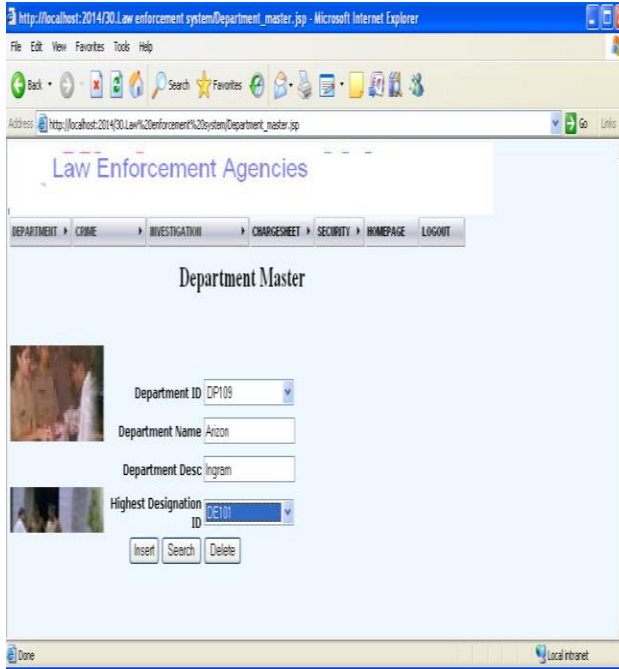 http://localhost:2014/30.Law enforcement system/Department_master.jsp - Microsoft Internet Explorer
File Edit View Favorites Tools Help
Back Search Favorites
Address http://localhost:2014/30.Law%20enforcement%20system/Department_master.jsp Go Links
Law Enforcement Agencies
DEPARTMENT CRIME INVESTIGATION CHARGESHEET SECURITY HOMEPAGE LOGOUT
Department Master
Department ID DP109
Department Name Arizon
Department Desc Ingram
Highest Designation
ID DE101
Insert Search Delete
Done Local intranet